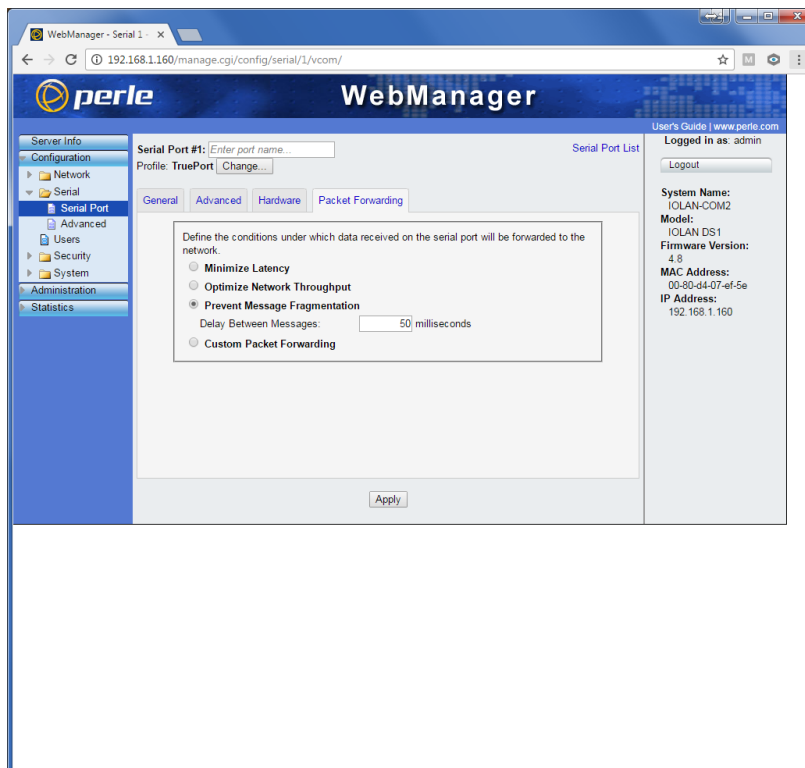 WebManager - Serial 1 -
192.168.1.160/manage.cgi/config/serial/1/vcom/
M
perle
WebManager
User's Guide | www.perle.com
Server Info
Configuration
Network
Serial
Serial Port
Advanced
Users
Security
System
Administration
Statistics
Serial Port #1: Enter port name...
Serial Port List
Profile: TruePort Change...
General Advanced Hardware Packet Forwarding
Define the conditions under which data received on the serial port will be forwarded to the
network.
Minimize Latency
Optimize Network Throughput
Prevent Message Fragmentation
Delay Between Messages: 50 milliseconds
Custom Packet Forwarding
Apply
Logged in as: admin
Logout
System Name:
IOLAN-COM2
Model:
IOLAN DS1
Firmware Version:
4.8
MAC Address:
00-80-d4-07-ef-5e
IP Address:
192.168.1.160